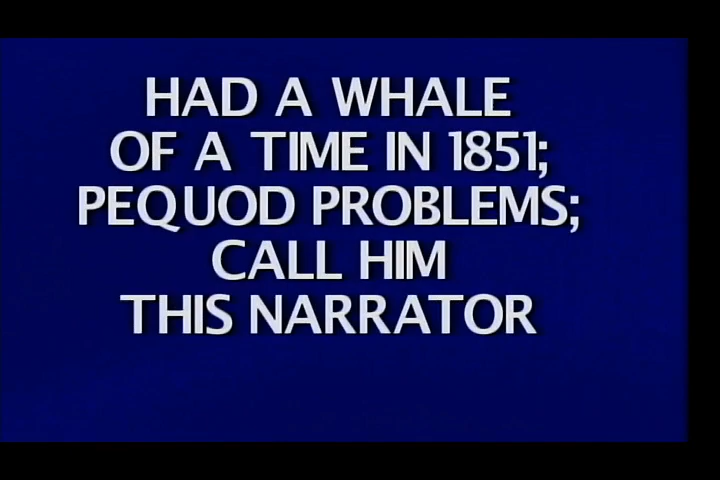 HAD A WHALE
OF A TIME IN 1851;
PEQUOD PROBLEMS;
CALL HIM
THIS NARRATOR